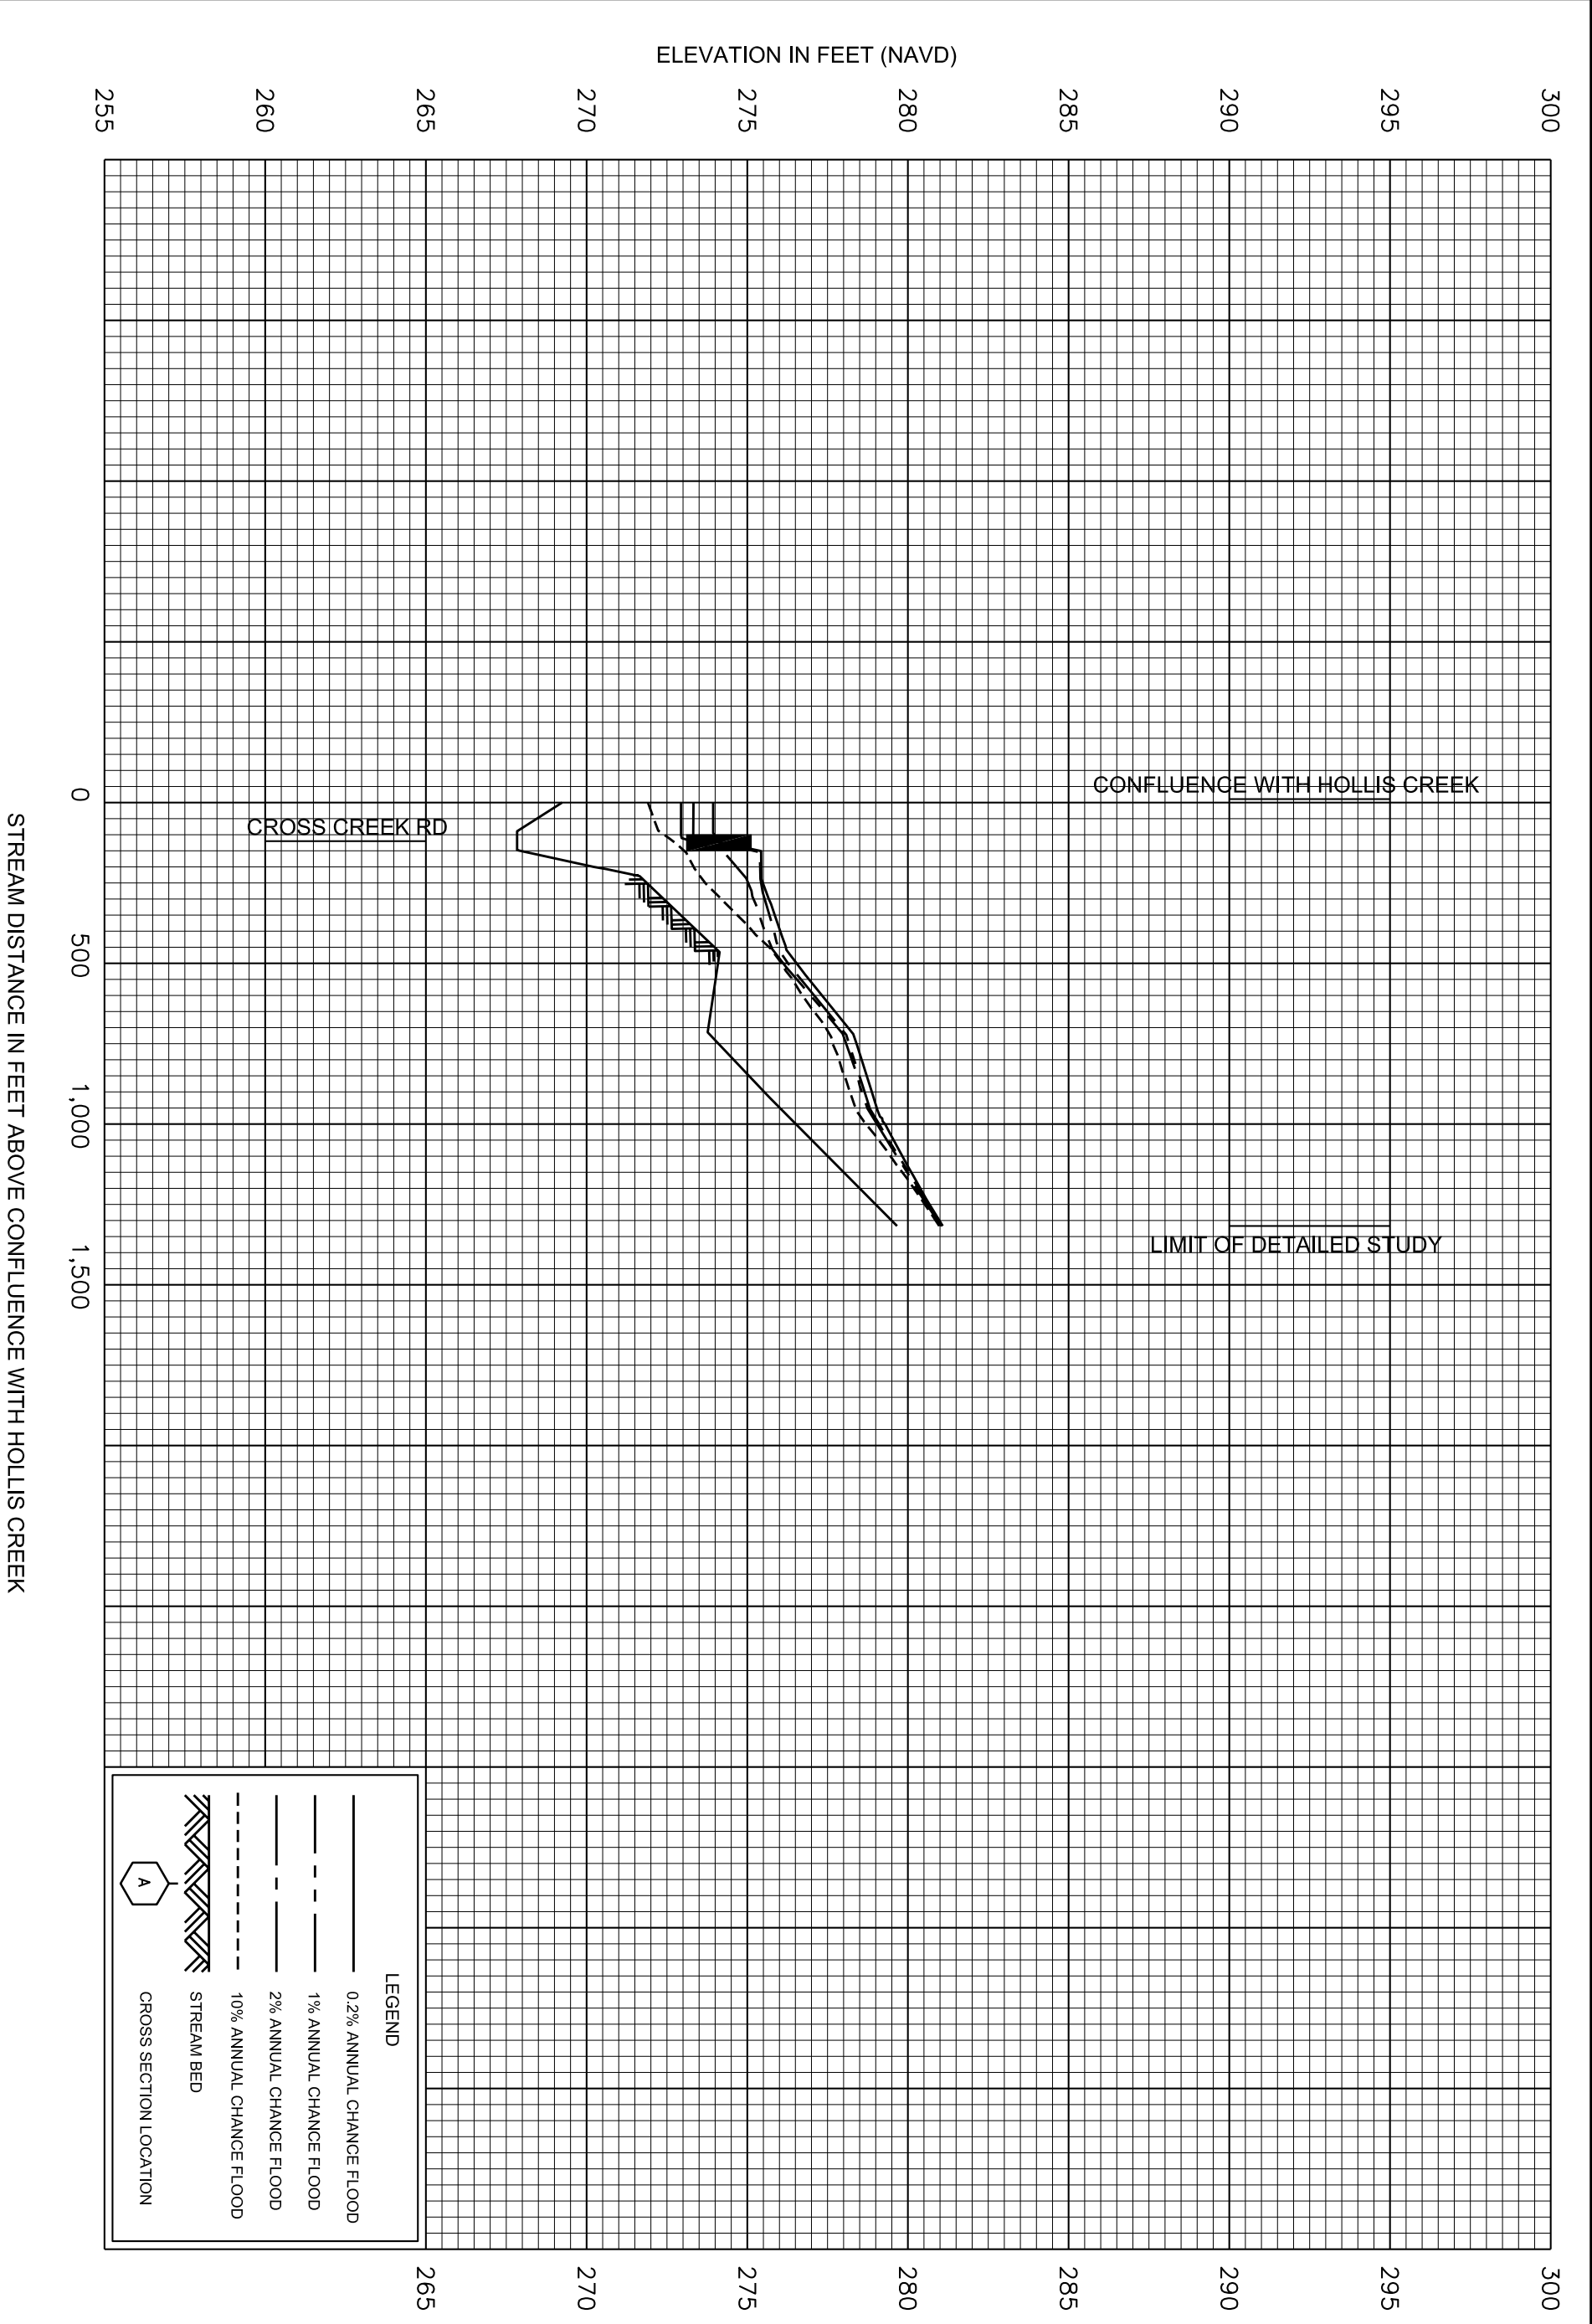 ELEVATION IN FEET (NAVD)
300
295
290
285
280
275
270
265
260
255
CONFLUENCE WITH HOLLIS CREEK
LIMIT OF DETAILED STUDY
CROSS CREEK RD
300
295
290
285
280
275
270
265
0
500
1,000
1,500
STREAM DISTANCE IN FEET ABOVE CONFLUENCE WITH HOLLIS CREEK
LEGEND
0.2% ANNUAL CHANCE FLOOD
1% ANNUAL CHANCE FLOOD
2% ANNUAL CHANCE FLOOD
10% ANNUAL CHANCE FLOOD
STREAM BED
A
CROSS SECTION LOCATION